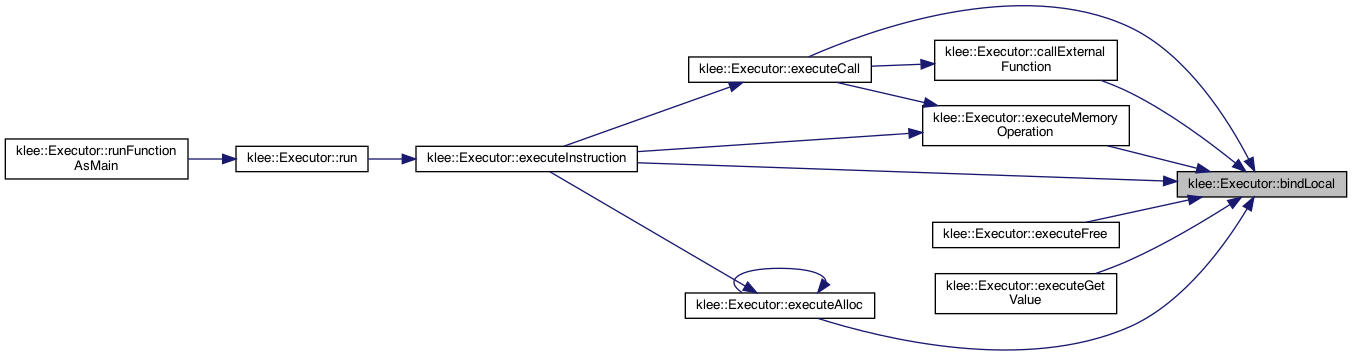 klee::Executor::runFunction
AsMain
klee::Executor::run
klee::Executor::executeInstruction
klee::Executor::executeCall
klee::Executor::callExternal
Function
klee::Executor::executeMemory
Operation
klee::Executor::bindLocal
klee::Executor::executeFree
klee::Executor::executeGet
Value
klee::Executor::executeAlloc